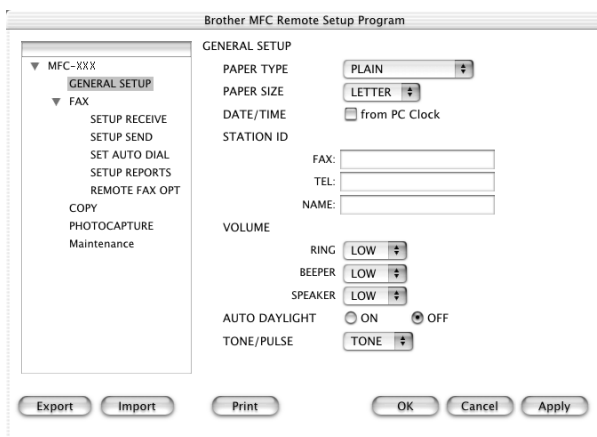 Brother MFC Remote Setup Program
MFC-XXX
GENERAL SETUP
FAX
SETUP RECEIVE
SETUP SEND
SET AUTO DIAL
SETUP REPORTS
REMOTE FAX OPT
COPY
PHOTOCAPTURE
Maintenance
GENERAL SETUP
PAPER TYPE PLAIN
PAPER SIZE LETTER
DATE/TIME from PC Clock
STATION ID
FAX:
TEL:
NAME:
VOLUME
RING LOW
BEEPER LOW
SPEAKER LOW
AUTO DAYLIGHT ON OFF
TONE/PULSE TONE
Export Import Print OK Cancel Apply